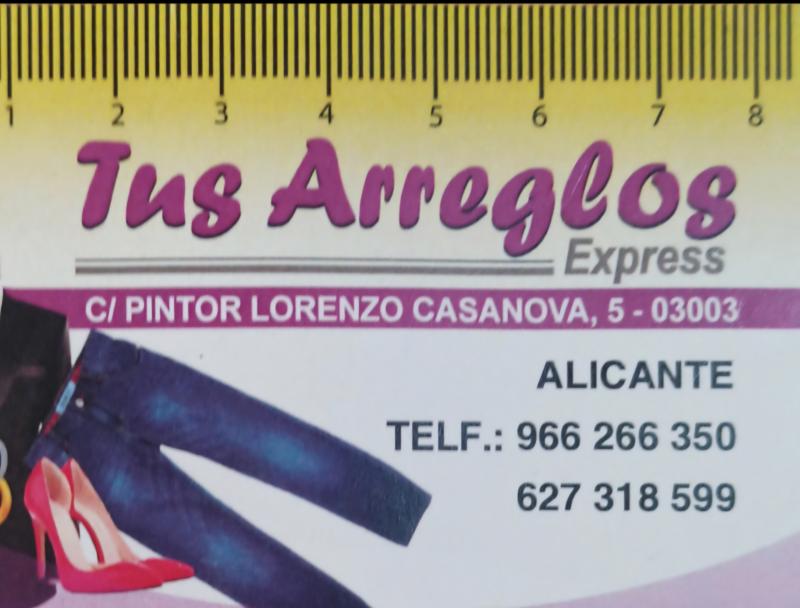 1 2 3 4 5 6 7 8
Tus Arreglos
Express
C/ PINTOR LORENZO CASANOVA, 5 - 03003
ALICANTE
TELF.: 966 266 350
627 318 599